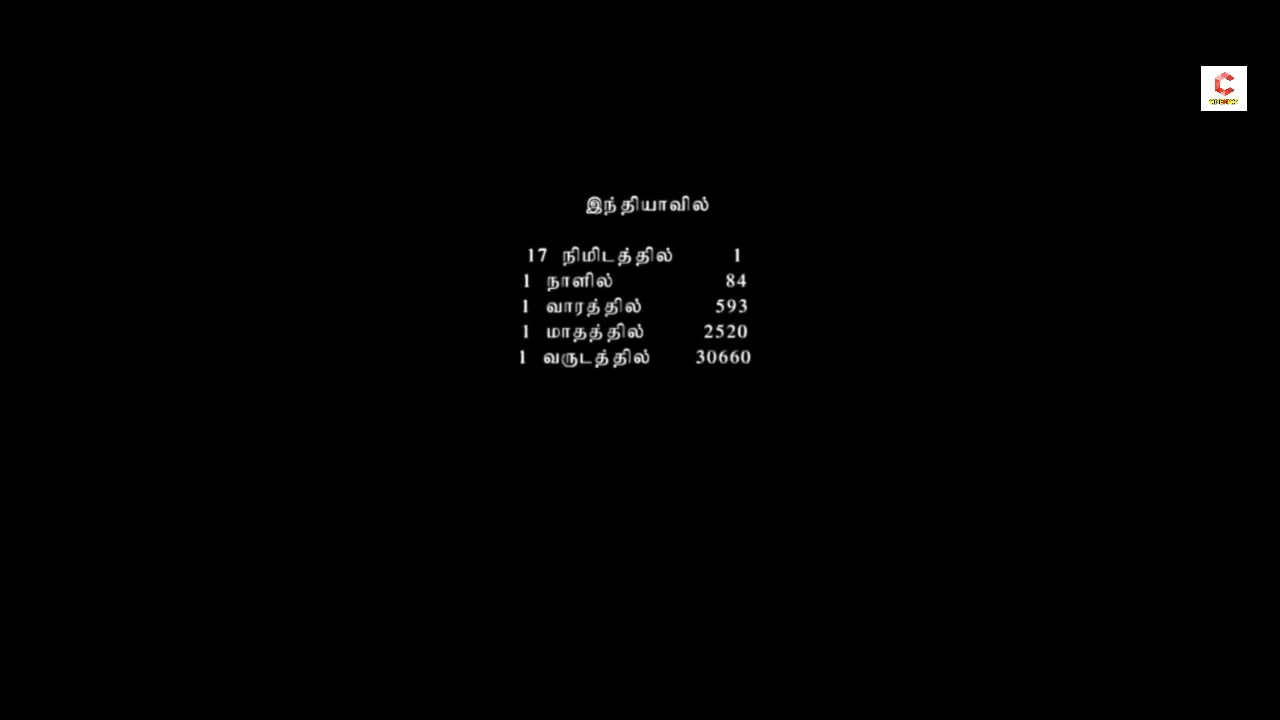 இந்தியாவில்
17 நிமிடத்தில் 1
1 நாளில் 84
1 வாரத்தில் 593
1 மாதத்தில் 2520
1 வருடத்தில் 30660